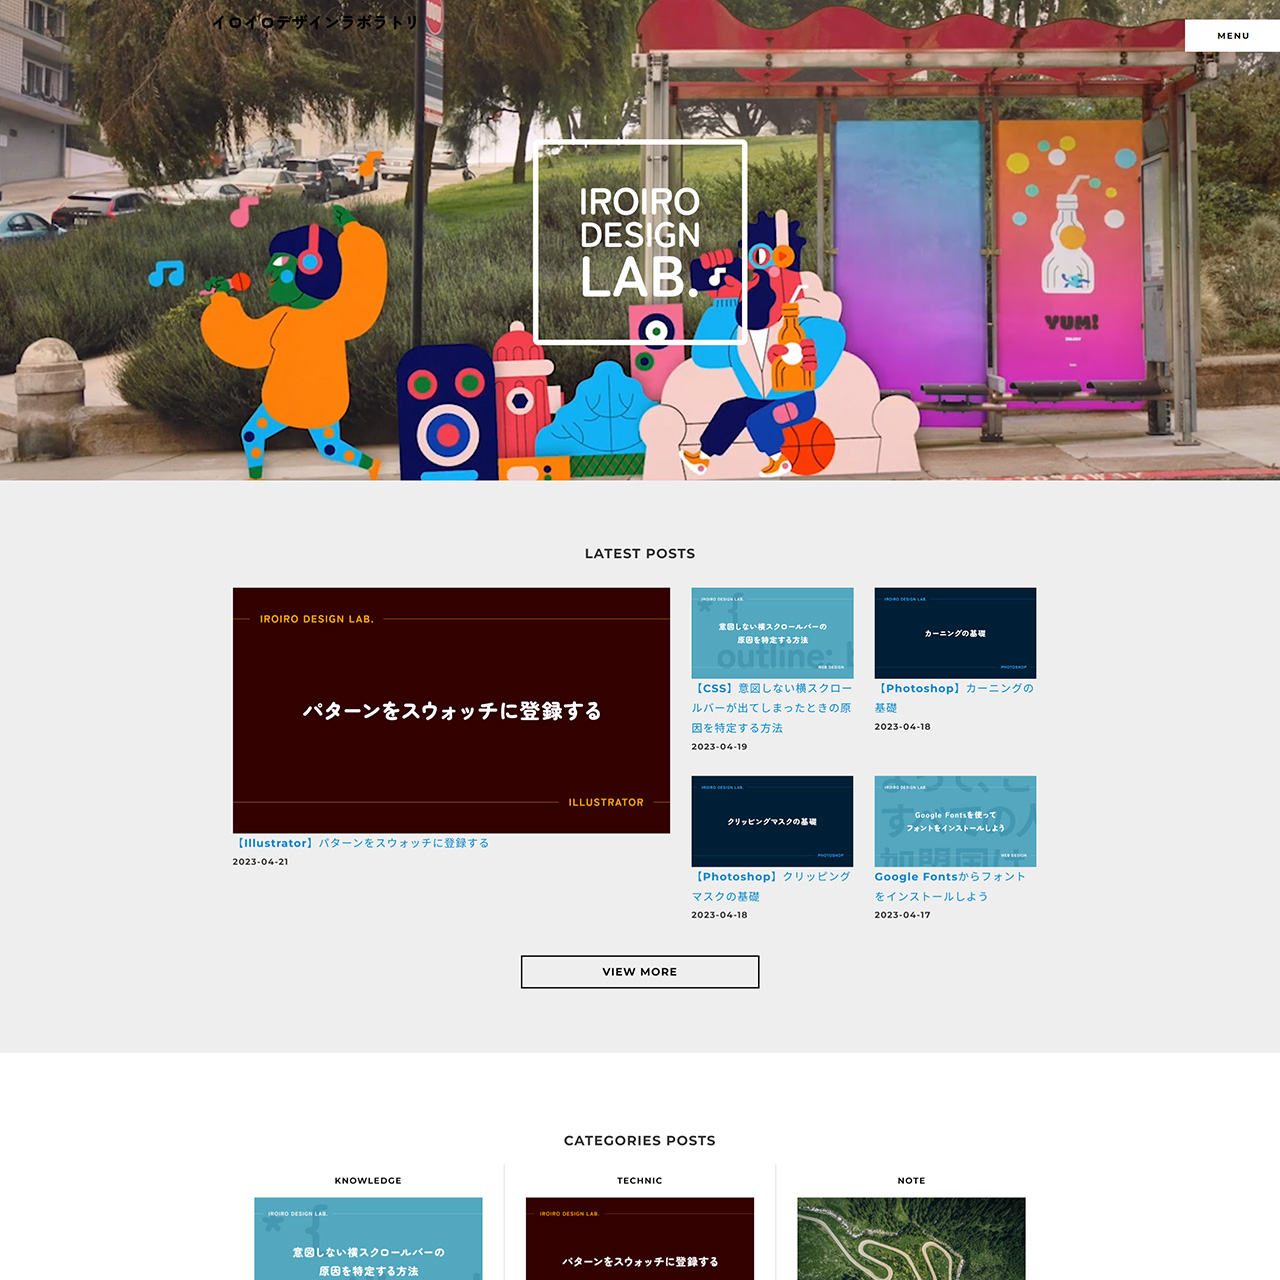 イロイロデザインラボラトリ
MENU
IROIRO
DESIGN
LAB.
YUM!
LATEST POSTS
IROIRO DESIGN LAB.
パターンをスウォッチに登録する
ILLUSTRATOR
【Illustrator】パターンをスウォッチに登録する
2023-04-21
IROIRO DESIGN LAB.
* {
意図しない横スクロールバーの
原因を特定する方法
outline:
WEB DESIGN
【CSS】意図しない横スクロー
ルバーが出てしまったときの原
因を特定する方法
2023-04-19
IROIRO DESIGN LAB.
カーニングの基礎
PHOTOSHOP
【Photoshop】カーニングの
基礎
2023-04-18
IROIRO DESIGN LAB.
クリッピングマスクの基礎
PHOTOSHOP
【Photoshop】クリッピング
マスクの基礎
2023-04-18
IROIRO DESIGN LAB.
Google Fontsを使って
フォントをインストールしよう
すべての人
加盟国は
WEB DESIGN
Google Fontsからフォント
をインストールしよう
2023-04-17
VIEW MORE
CATEGORIES POSTS
KNOWLEDGE
IROIRO DESIGN LAB.
* {
意図しない横スクロールバーの
原因を特定する方法
TECHNIC
IROIRO DESIGN LAB.
パターンをスウォッチに登録する
NOTE